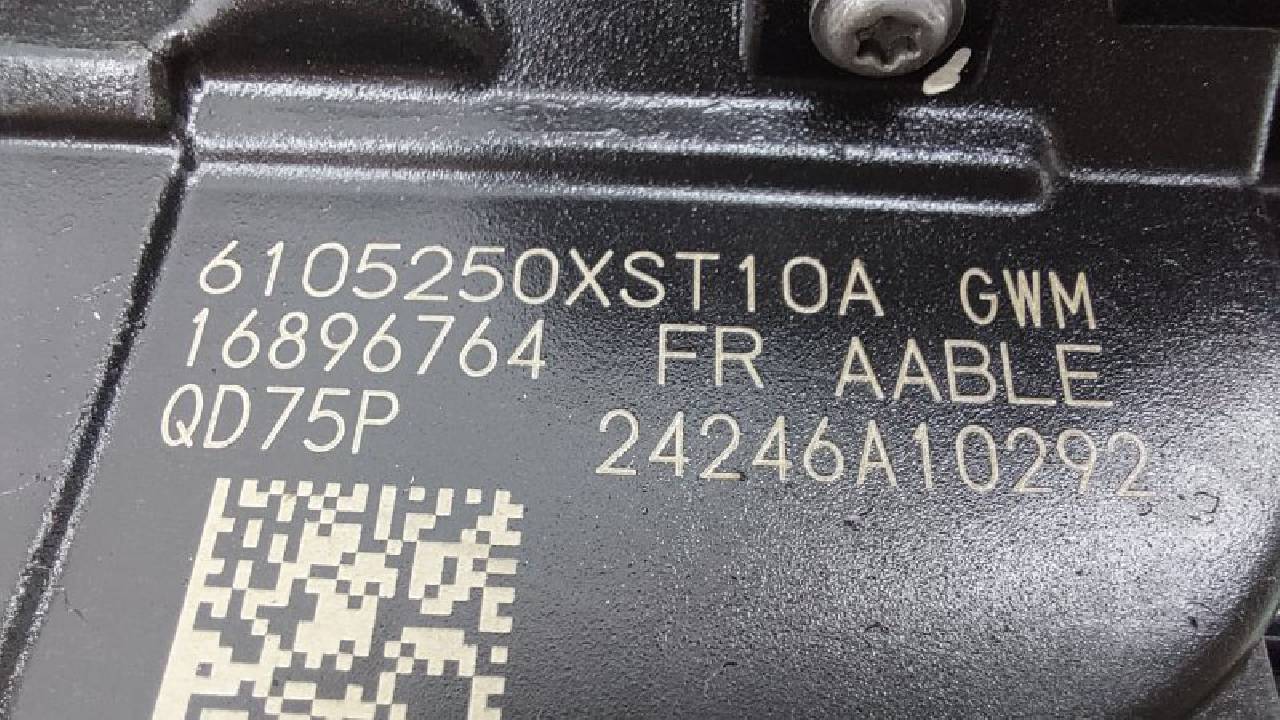 6105250XST10A GWM
16896764 FR AABLE
QD75P 24246A10292